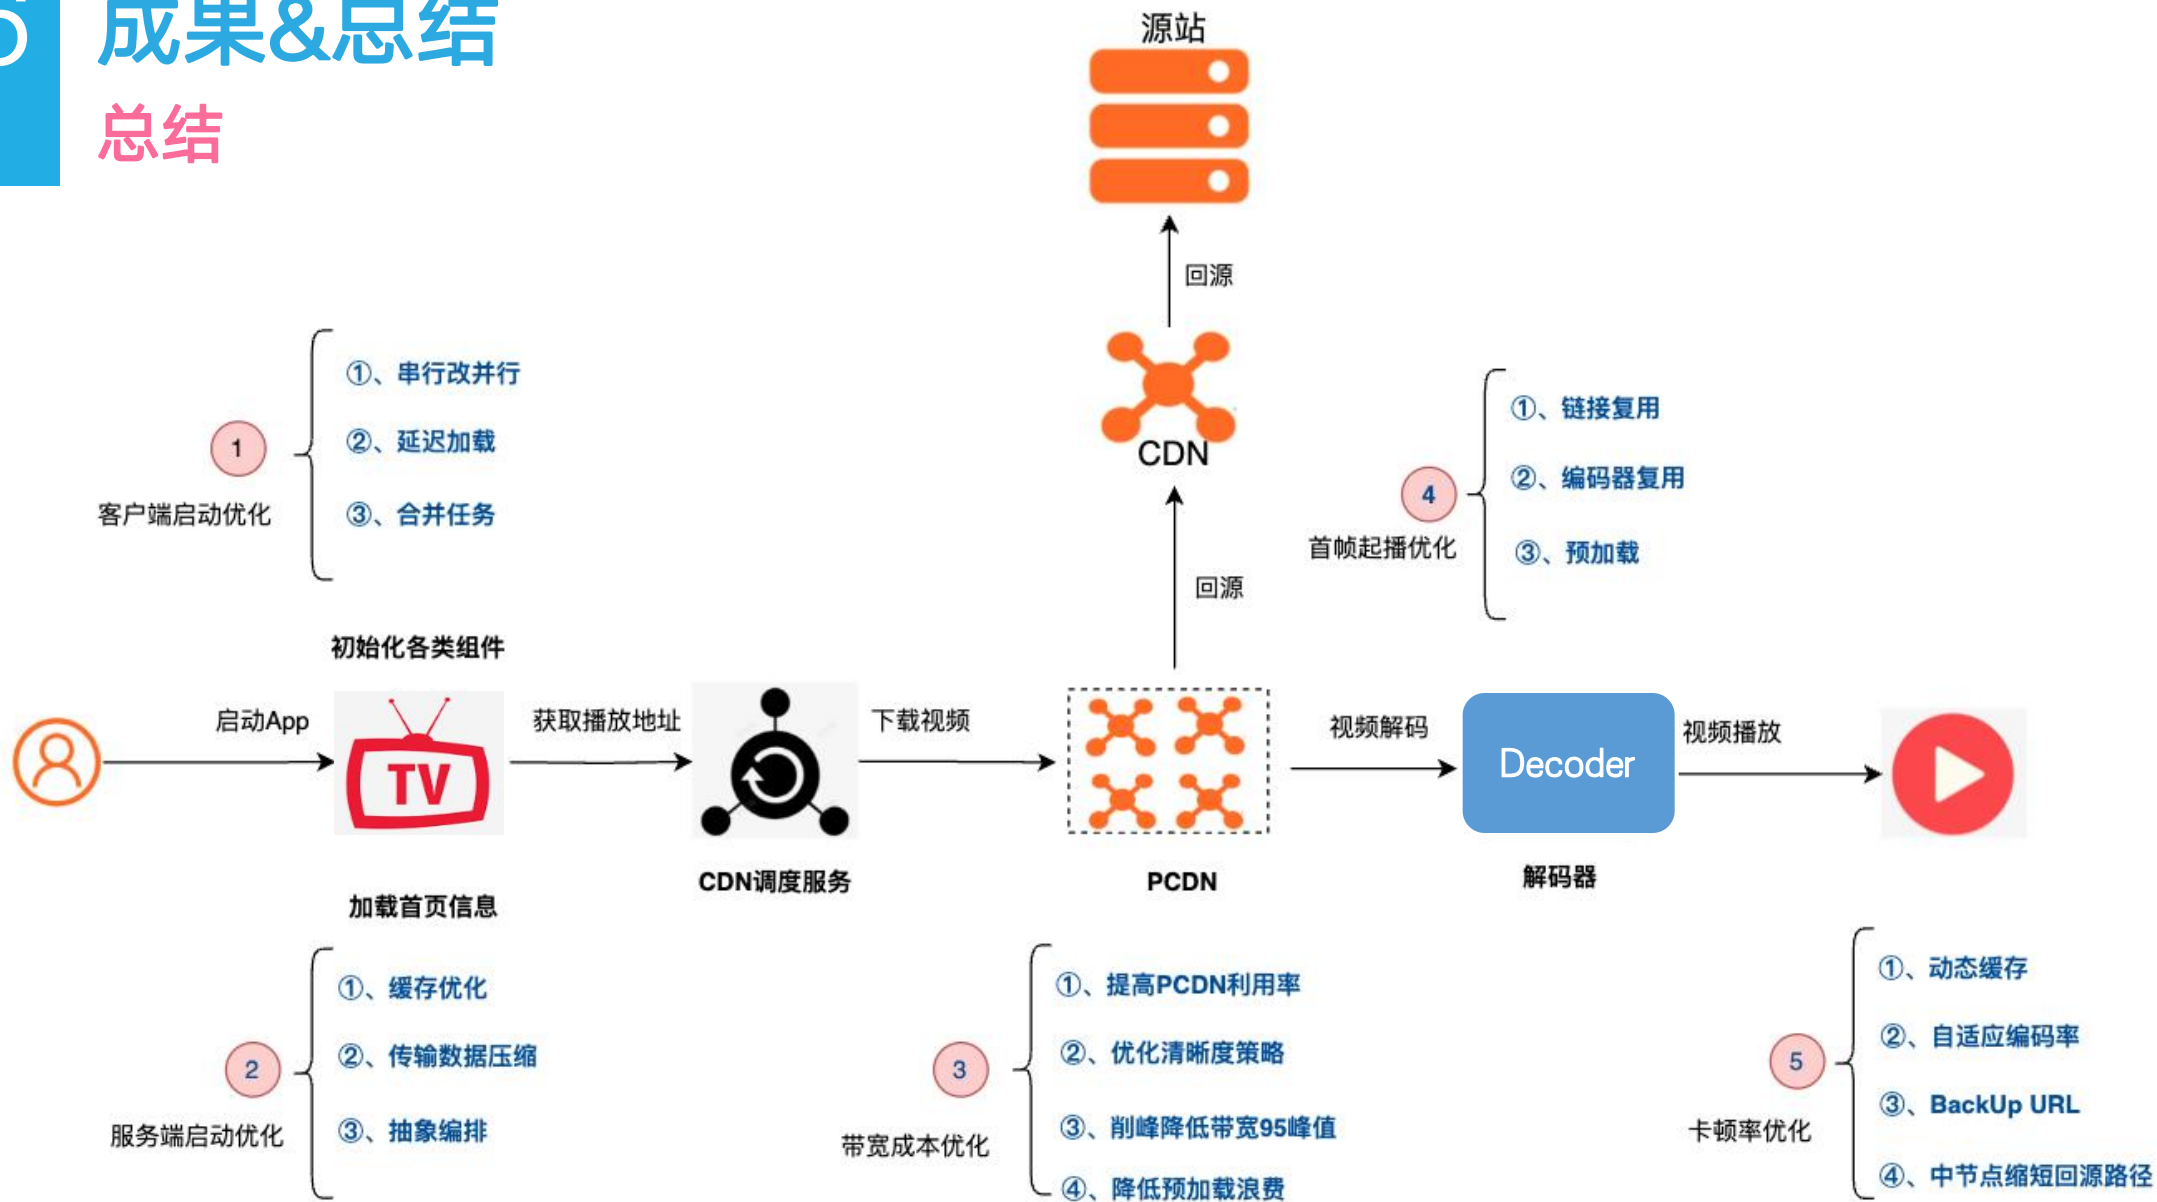 5 成果&总结
总结
源站
回源
CDN
回源
①、串行改并行
②、延迟加载
③、合并任务
1
客户端启动优化
①、链接复用
②、编码器复用
③、预加载
4
首帧起播优化
初始化各类组件
启动App
TV
获取播放地址
下载视频
视频解码
Decoder
视频播放
加载首页信息
CDN调度服务
PCDN
解码器
①、缓存优化
②、传输数据压缩
③、抽象编排
2
服务端启动优化
①、提高PCDN利用率
②、优化清晰度策略
③、削峰降低带宽95峰值
④、降低预加载浪费
3
带宽成本优化
①、动态缓存
②、自适应编码率
③、BackUp URL
④、中节点缩短回源路径
5
卡顿率优化